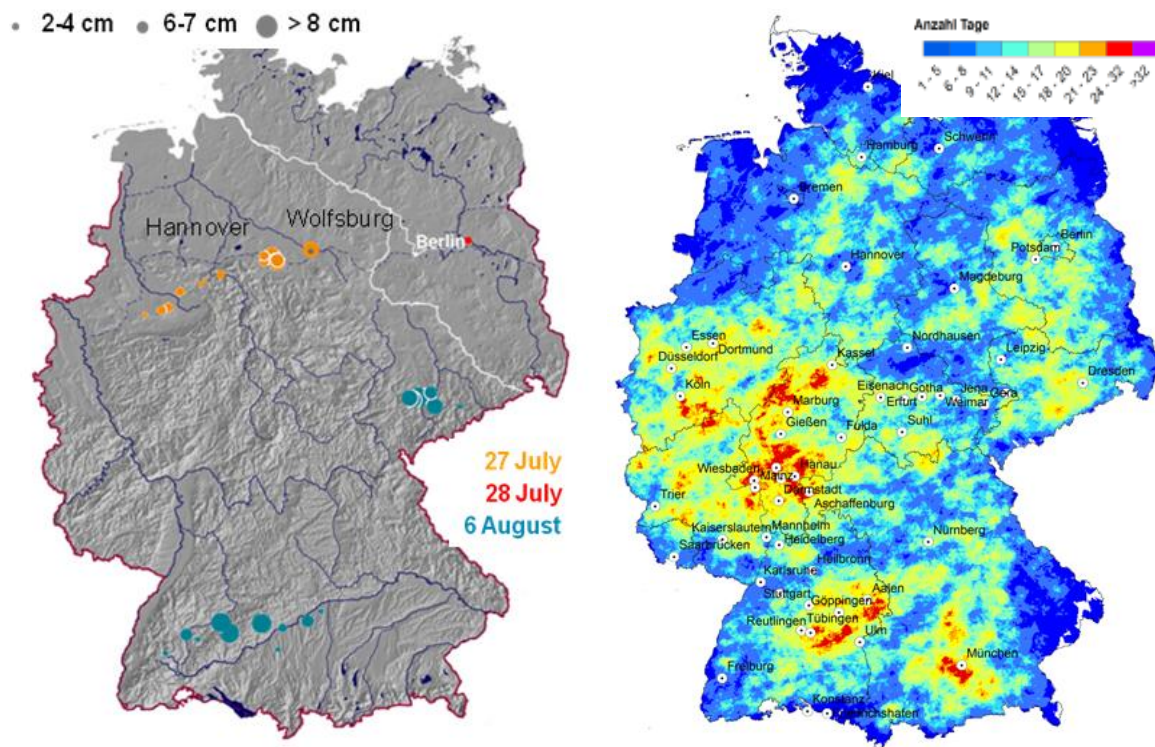 2-4 cm 6-7 cm > 8 cm
Hannover
Wolfsburg
Berlin
27 July
28 July
6 August
Anzahl Tage
1 - 5
6 - 8
9 - 11
12 - 14
15 - 17
18 - 20
21 - 23
24 - 32
>32
Kiel
Schwerin
Hamburg
Bremen
Berlin
Potsdam
Hannover
Magdeburg
Essen
Dortmund
Nordhausen
Leipzig
Düsseldorf
Kassel
Dresden
Köln
Eisenach
Gotha
Jena
Gera
Erfurt
Weimar
Marburg
Suhl
Gießen
Fulda
Wiesbaden
Hanau
Mainz
Trier
Darmstadt
Aschaffenburg
Kaiserslautern
Mannheim
Nürnberg
Saarbrücken
Heidelberg
Heilbronn
Karlsruhe
Stuttgart
Aalen
Göppingen
Reutlingen
Tübingen
Ulm
München
Freiburg
Konstanz